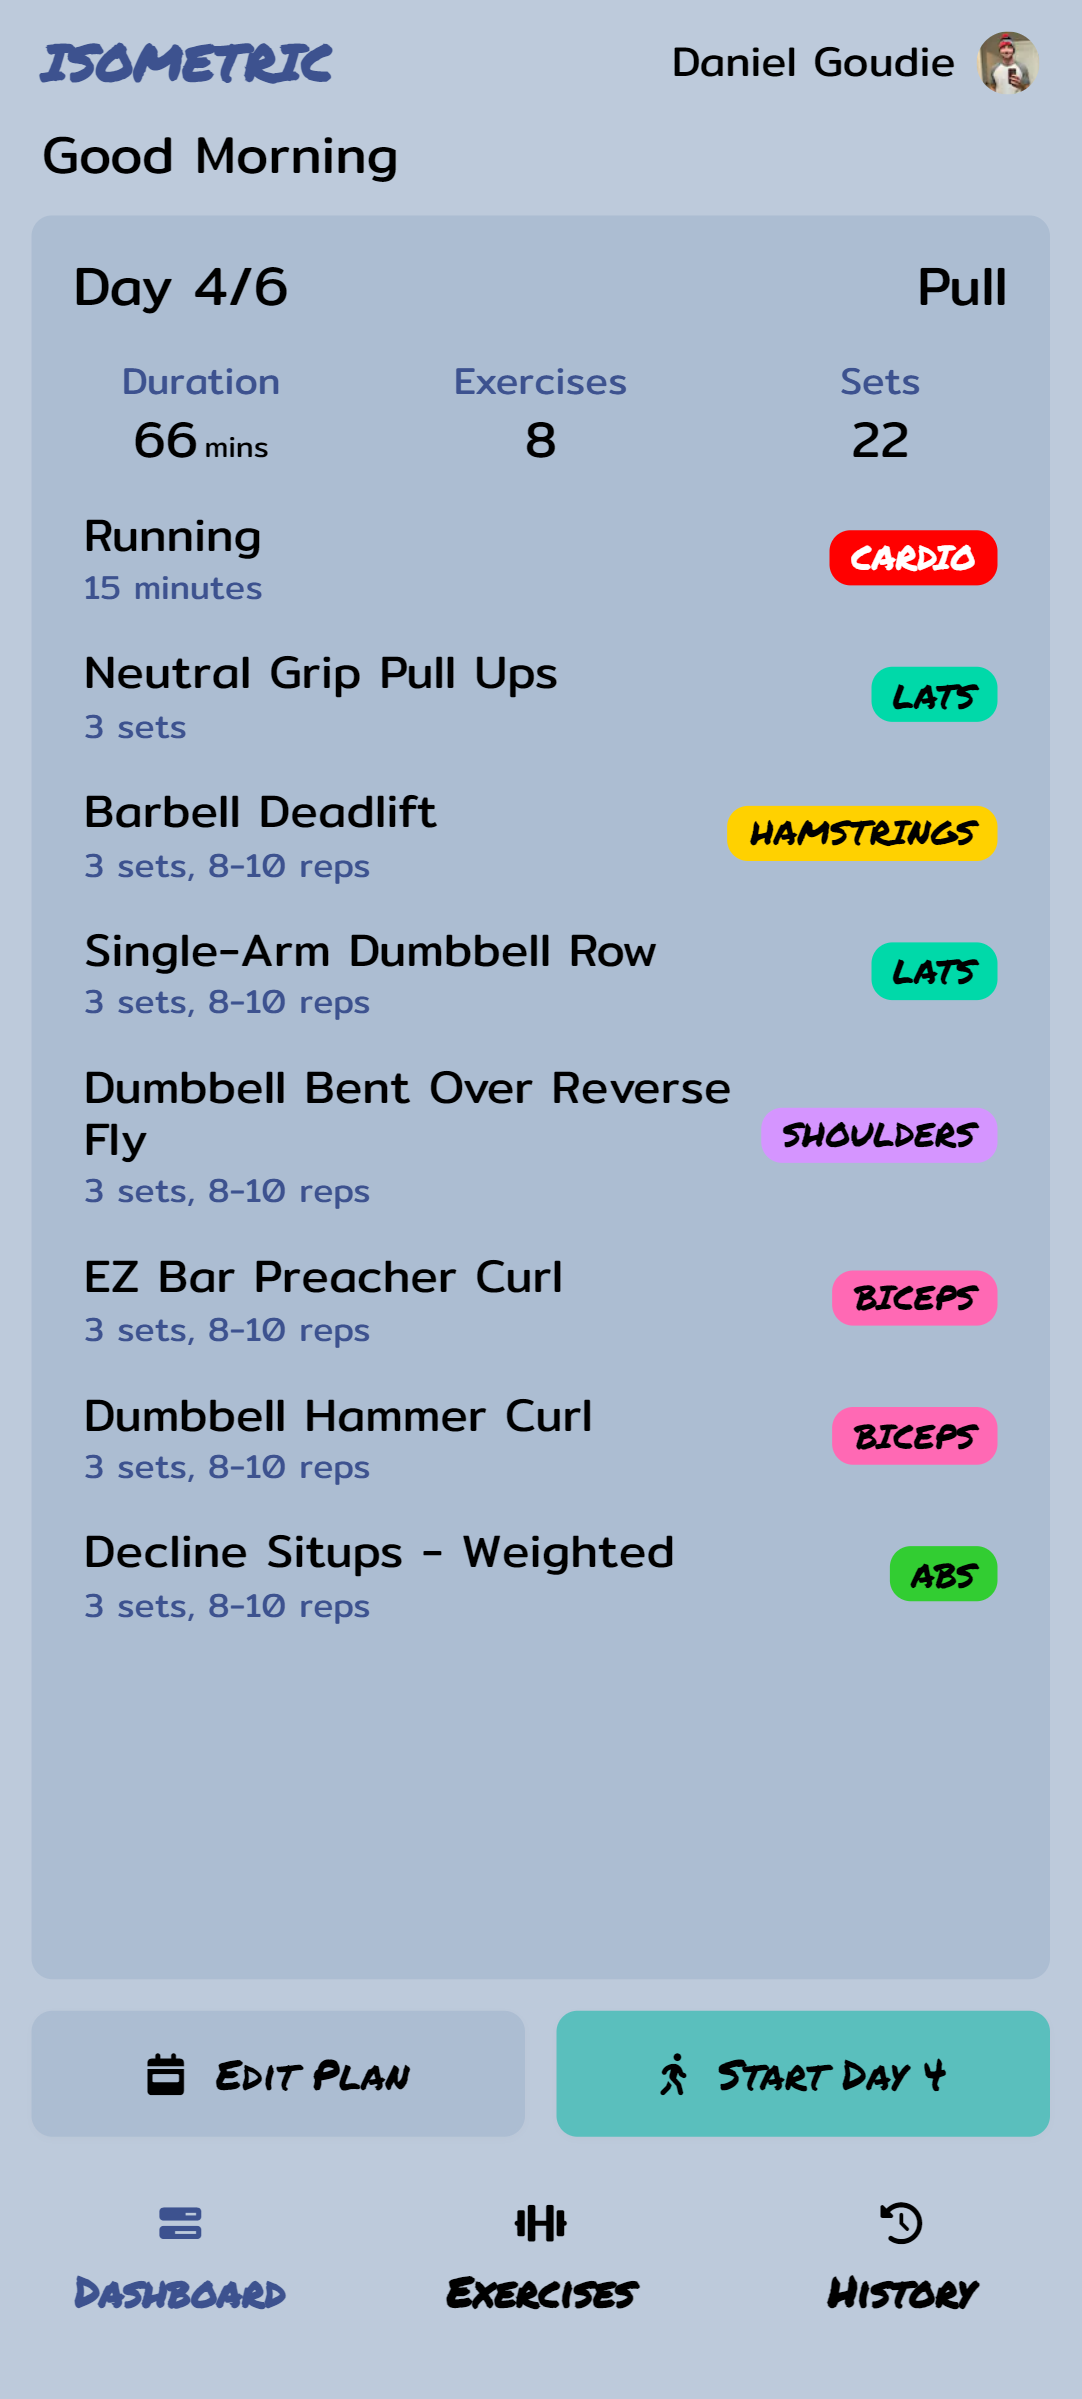 ISOMETRIC
Daniel Goudie
Good Morning
Day 4/6
Pull
Duration
Exercises
Sets
66 mins
8
22
Running
15 minutes
CARDIO
Neutral Grip Pull Ups
3 sets
LATS
Barbell Deadlift
3 sets, 8-10 reps
HAMSTRINGS
Single-Arm Dumbbell Row
3 sets, 8-10 reps
LATS
Dumbbell Bent Over Reverse
Fly
3 sets, 8-10 reps
SHOULDERS
EZ Bar Preacher Curl
3 sets, 8-10 reps
BICEPS
Dumbbell Hammer Curl
3 sets, 8-10 reps
BICEPS
Decline Situps - Weighted
3 sets, 8-10 reps
ABS
EDIT PLAN
START DAY 4
DASHBOARD
EXERCISES
HISTORY